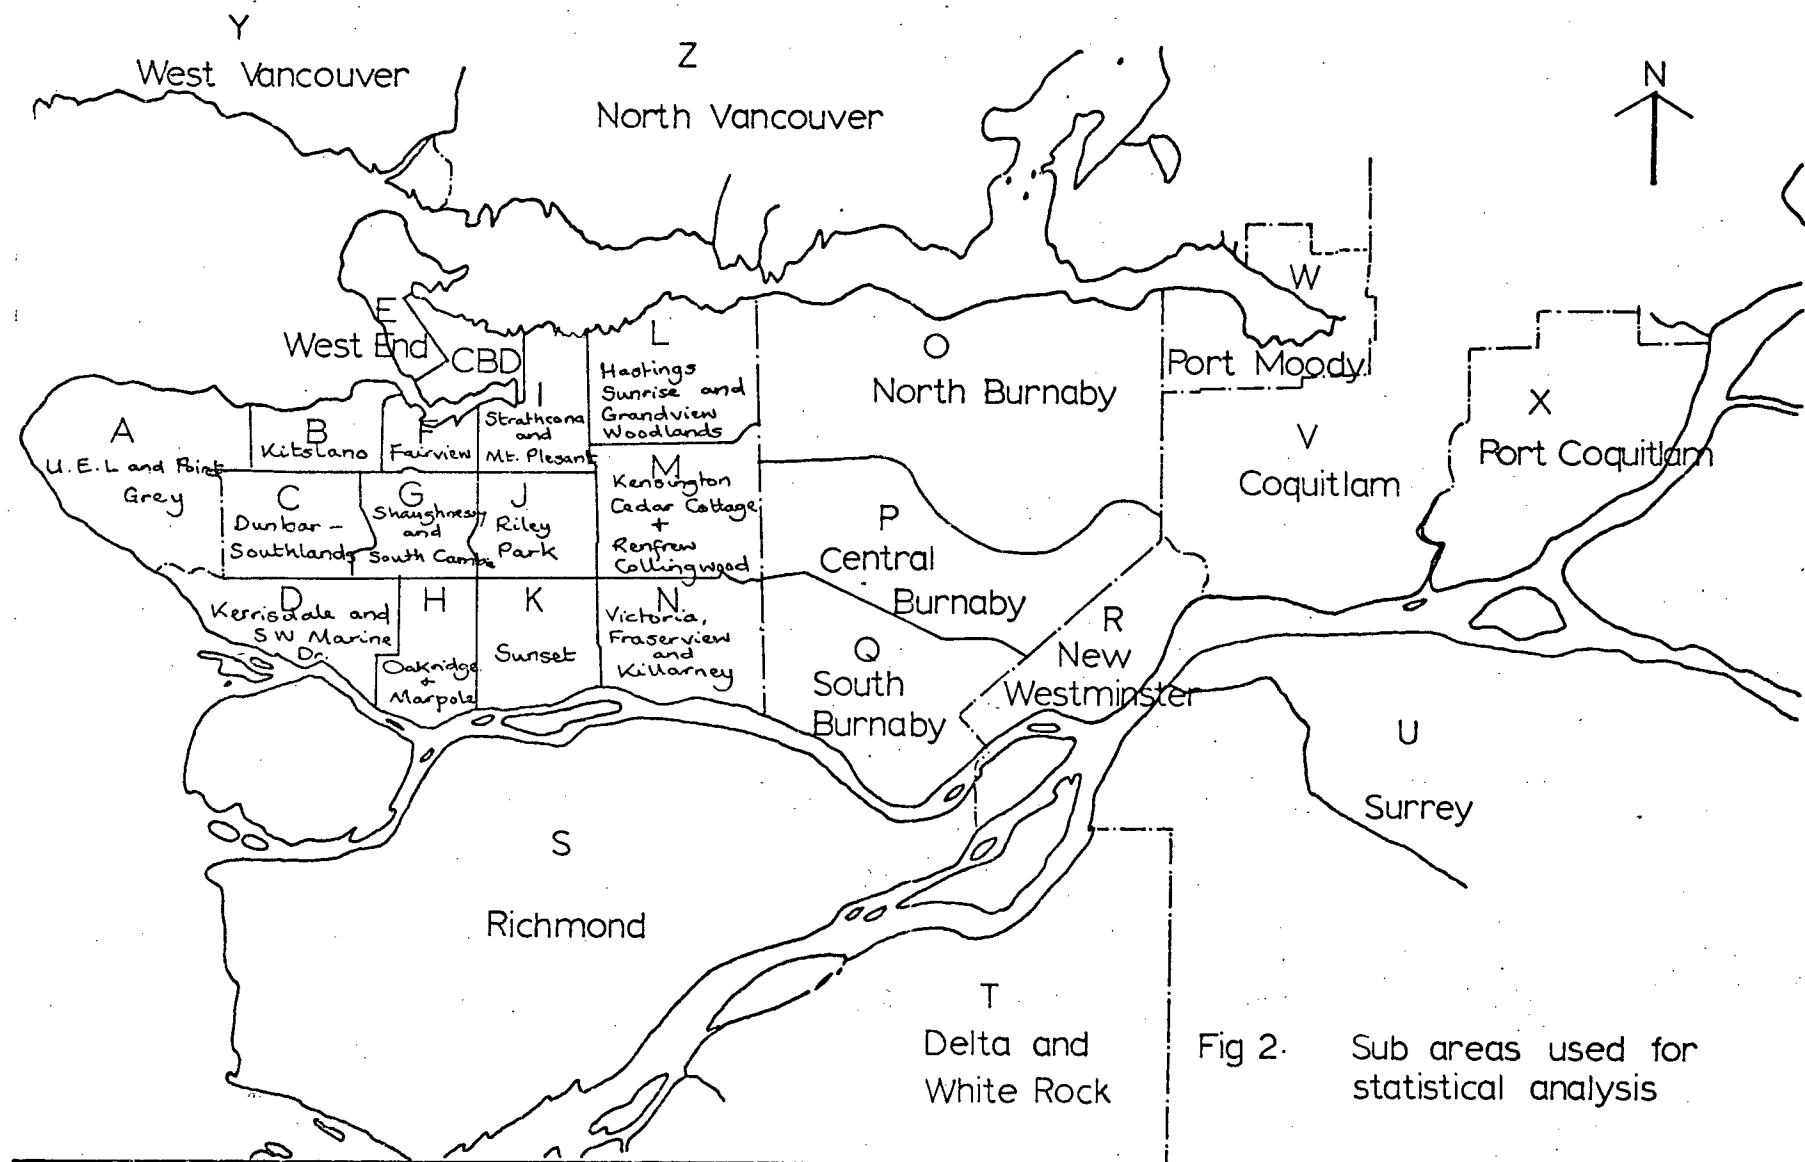 Y
West Vancouver
Z
North Vancouver
N
E
West End
CBD
W
Port Moody
L
Hastings
Sunrise and
Grandview
Woodlands
O
North Burnaby
X
Port Coquitlam
V
Coquitlam
A
U.E.L and Point
Grey
B
Kitslano
F
Fairview
I
Strathcona
and
Mt. Plesant
C
Dunbar -
Southlands
G
Shaughnessy
and
South Cambie
J
Riley
Park
M
Kensington
Cedar Cottage
+
Renfrew
Collingwood
P
Central
Burnaby
D
Kerrisdale and
SW Marine
Dr.
H
Oakridge
+
Marpole
K
Sunset
N
Victoria,
Fraserview
and
Killarney
Q
South
Burnaby
R
New
Westminster
U
Surrey
S
Richmond
T
Delta and
White Rock
Fig 2. Sub areas used for
statistical analysis